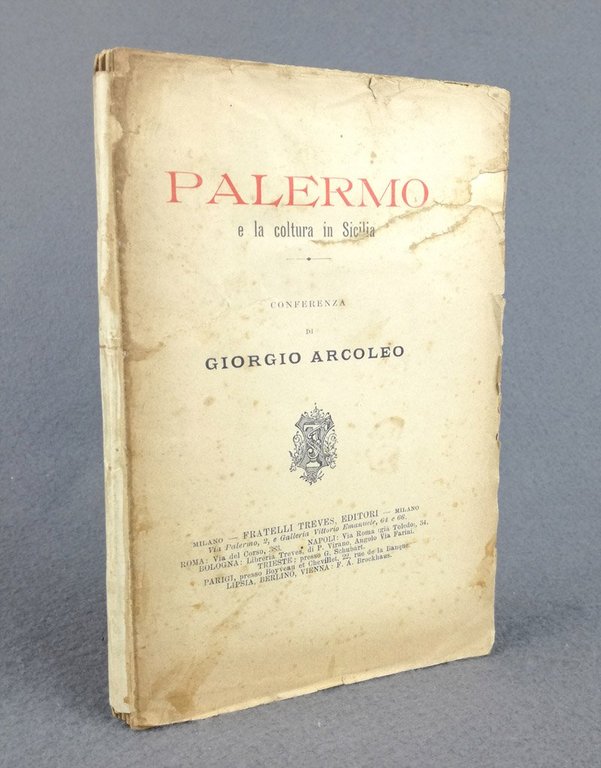 PALERMO
e la coltura in Sicilia
CONFERENZA
DI
GIORGIO ARCOLEO
MILANO — FRATELLI TREVES, EDITORI — MILANO
Via Palermo, 2, e Galleria Vittorio Emanuele, 64 e 66.
ROMA: Via del Corso, 383. NAPOLI: Via Roma (già Toledo), 34.
BOLOGNA: Libreria Treves, di P. Virano, Angolo Via Farini.
TRIESTE: presso G. Schubart.
PARIGI, presso Boyveau et Chevillet, 22, rue de la Banque.
LIPSIA, BERLINO, VIENNA: F. A. Brockhaus.